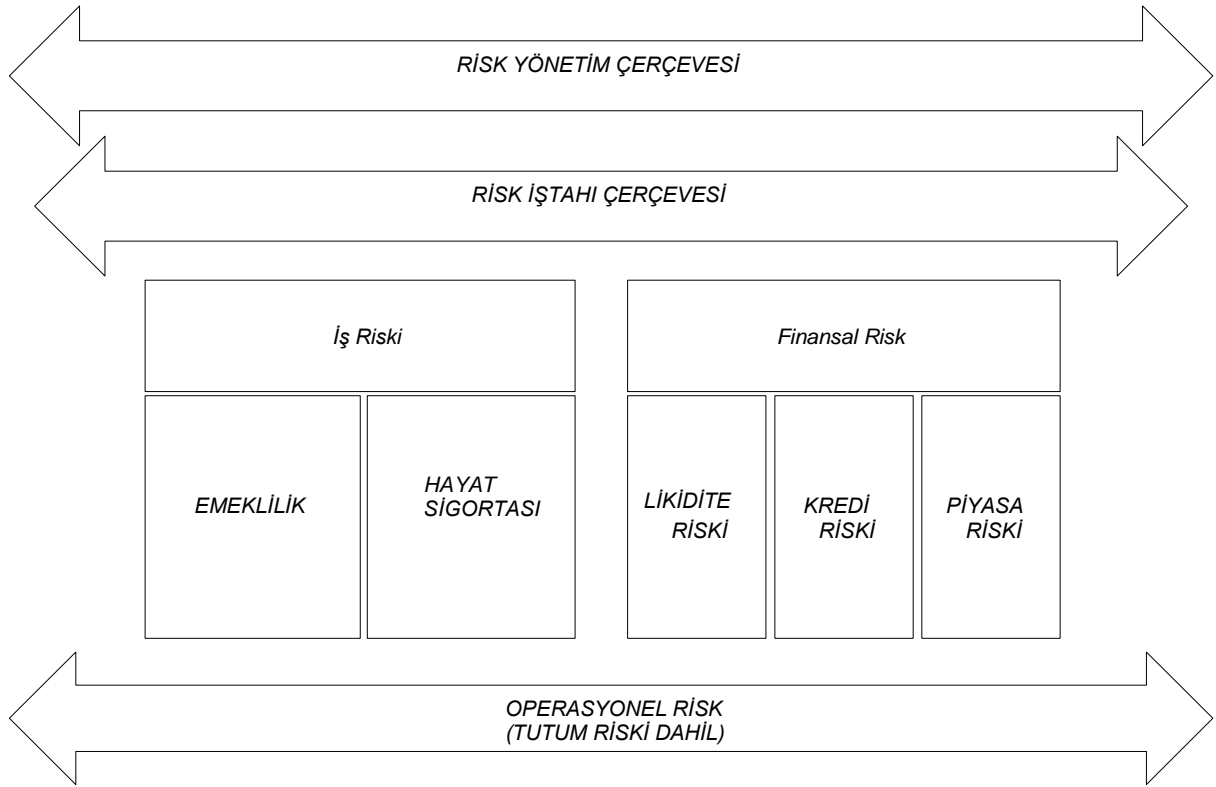 RİSK YÖNETİM ÇERÇEVESİ
RİSK İŞTAHI ÇERÇEVESİ
İş Riski
Finansal Risk
EMEKLİLİK
HAYAT
SİGORTASI
LİKİDİTE
RİSKİ
KREDİ
RİSKİ
PİYASA
RİSKİ
OPERASYONEL RİSK
(TUTUM RİSKİ DAHİL)